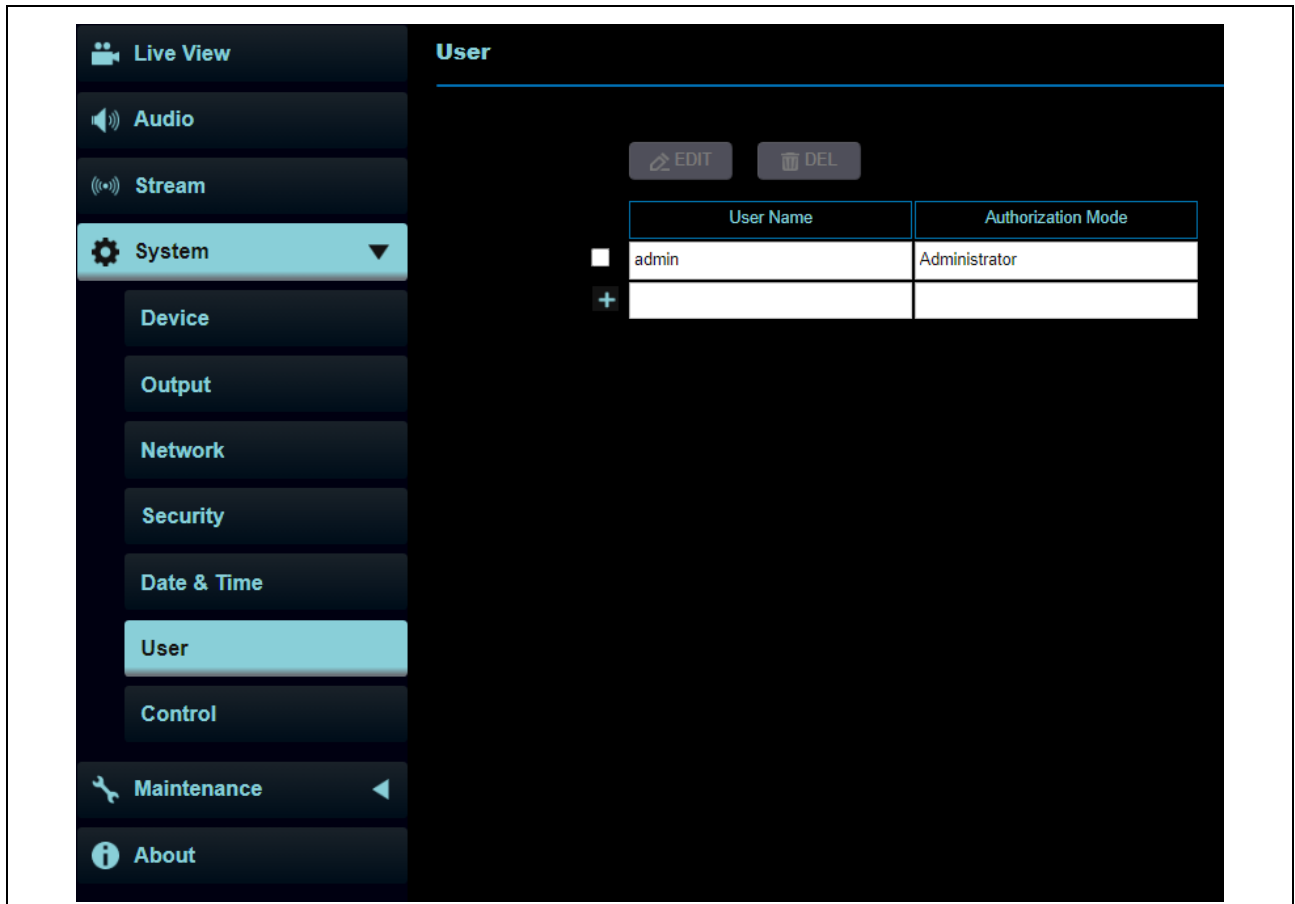 Live View
Audio
Stream
System
Device
Output
Network
Security
Date & Time
User
Control
Maintenance
About
User
EDIT DEL
User Name Authorization Mode
admin Administrator